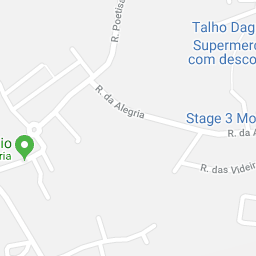 R. Poetisa
Talho Dag
Supermerc
com desco
R. da Alegria
Stage 3 Mo
R. da A
io
ria
R. das Videir